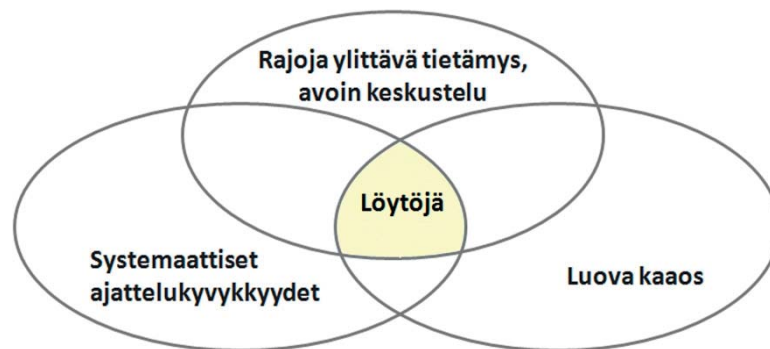 Rajoja ylittävä tietämys,
avoin keskustelu
Löytöjä
Systemaattiset
ajattelukyvykkyydet
Luova kaaos